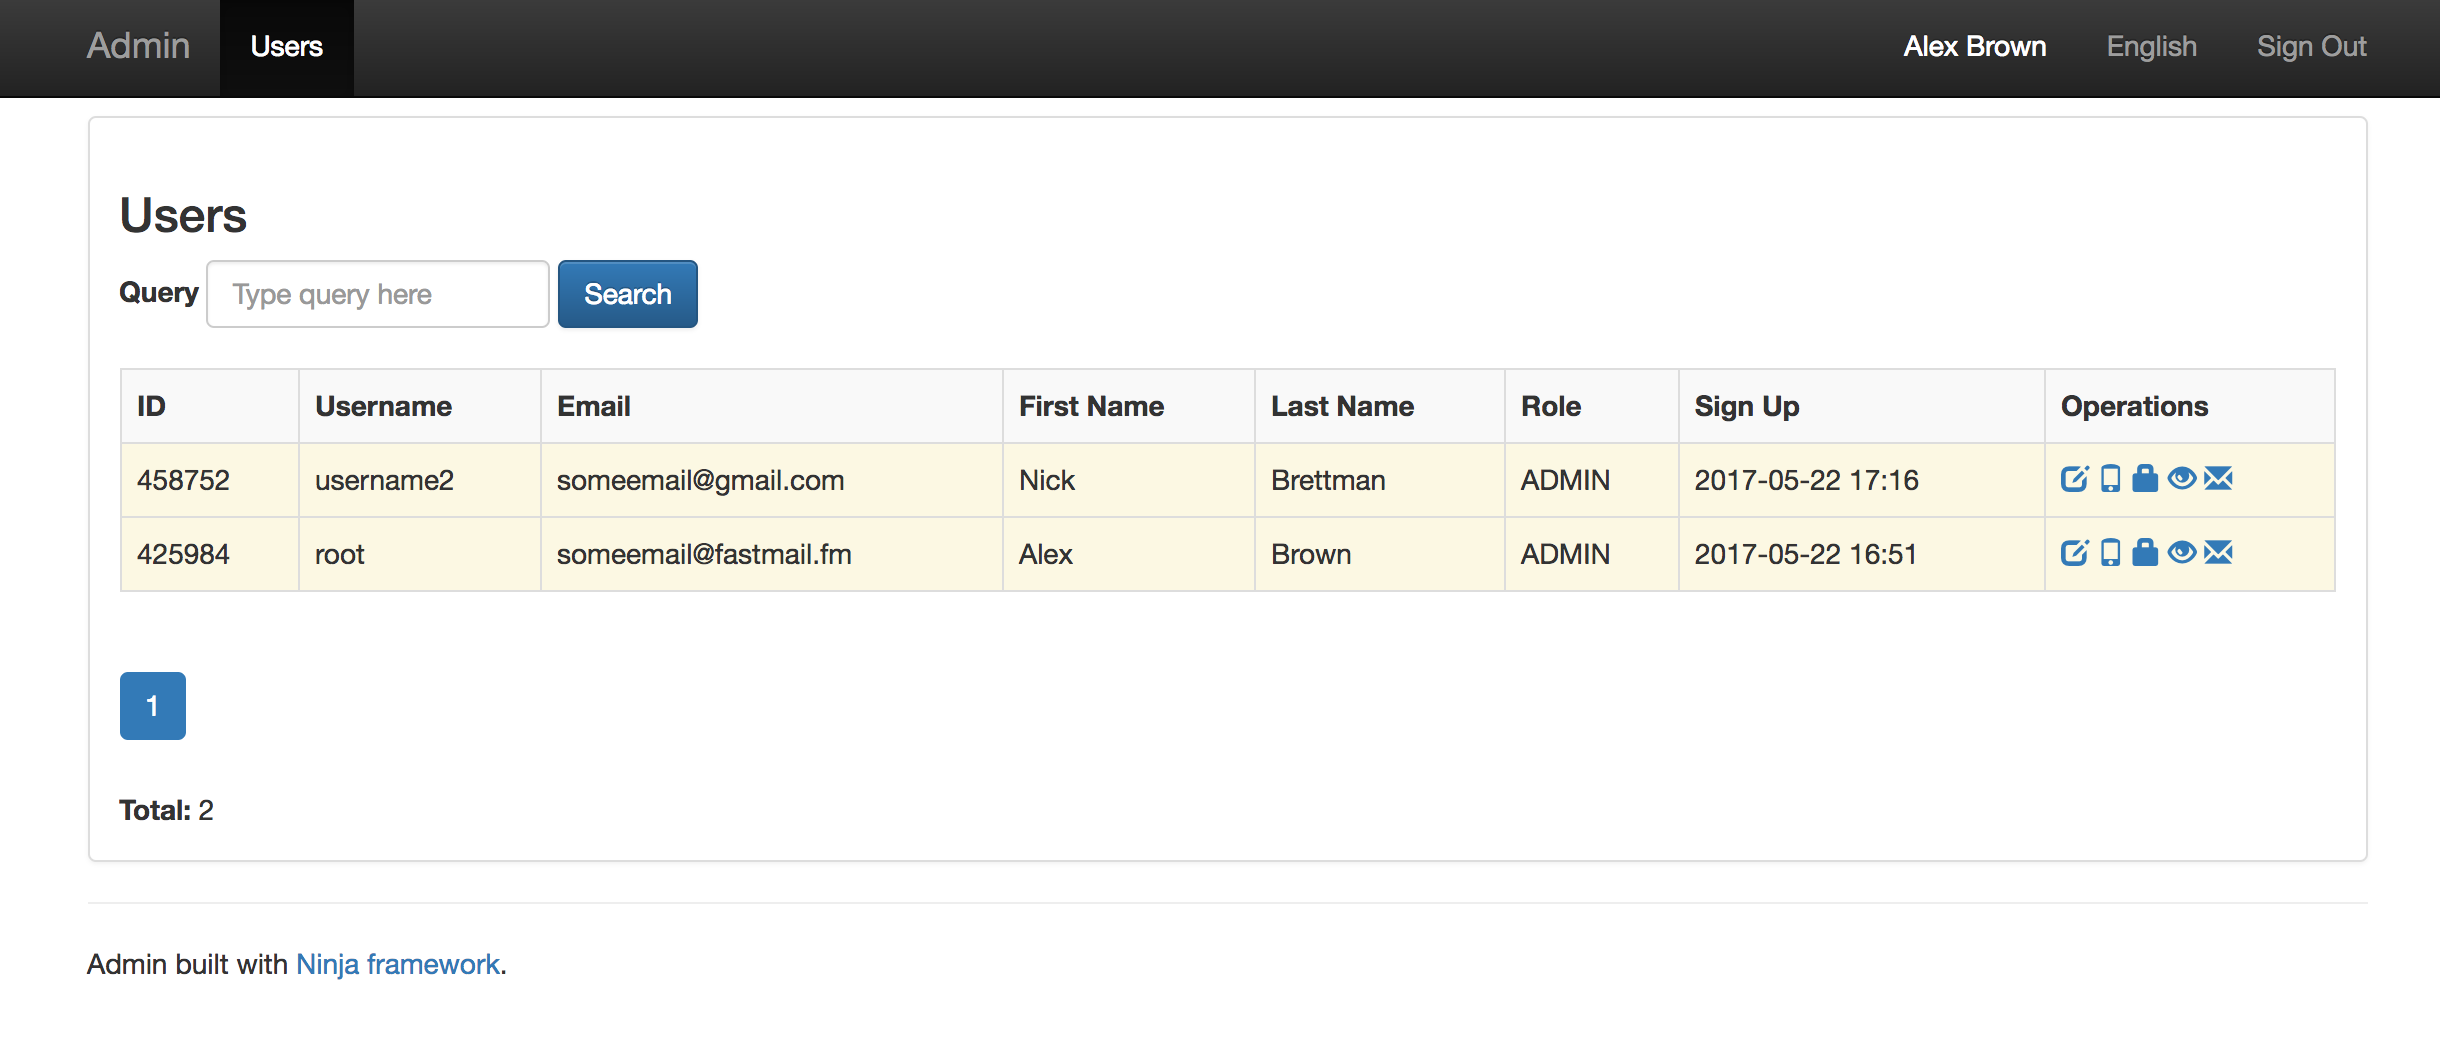 Admin Users Alex Brown English Sign Out
Users
Query Type query here Search
ID Username Email First Name Last Name Role Sign Up Operations
458752 username2 someemail@gmail.com Nick Brettman ADMIN 2017-05-22 17:16
425984 root someemail@fastmail.fm Alex Brown ADMIN 2017-05-22 16:51
1
Total: 2
Admin built with Ninja framework.